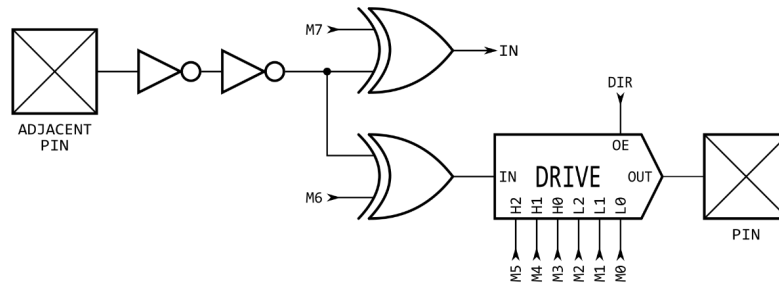 M7
IN
ADJACENT
PIN
M6
DIR
OE
IN
DRIVE
OUT
H2
H1
H0
L2
L1
L0
PIN
M5
M4
M3
M2
M1
M0